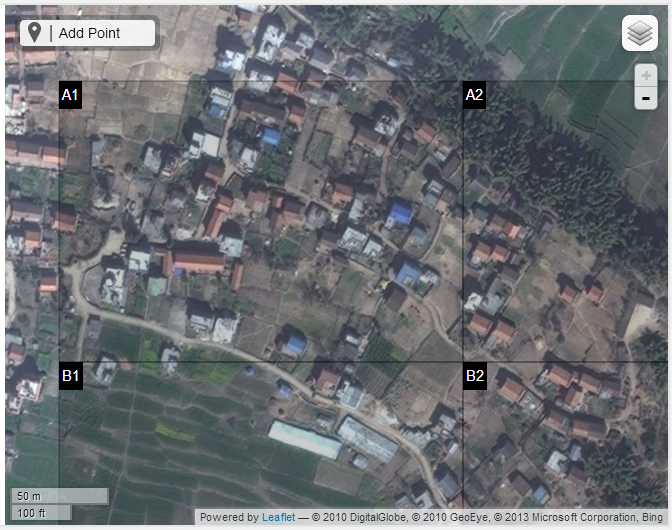 Add Point
+
-
A1
A2
B1
B2
50 m
100 ft
Powered by Leaflet — © 2010 DigitalGlobe, © 2010 GeoEye, © 2013 Microsoft Corporation, Bing